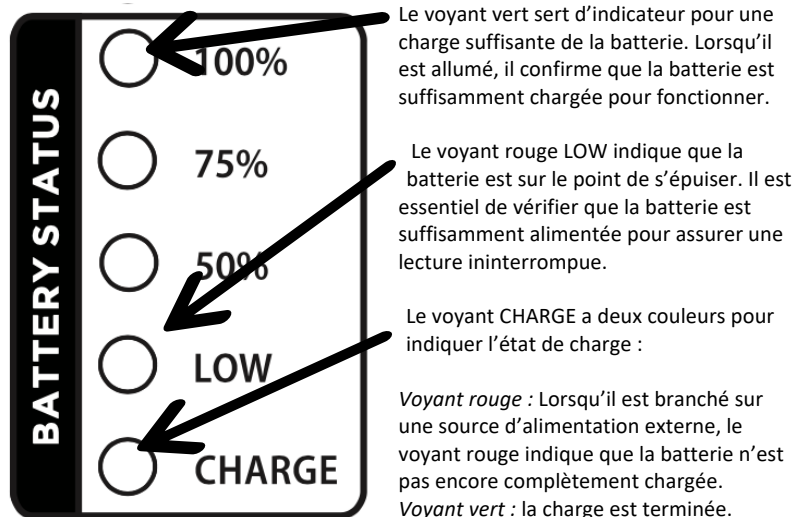 BATTERY STATUS
100%
75%
50%
LOW
CHARGE
Le voyant vert sert d’indicateur pour une
charge suffisante de la batterie. Lorsqu’il
est allumé, il confirme que la batterie est
suffisamment chargée pour fonctionner.
Le voyant rouge LOW indique que la
batterie est sur le point de s’épuiser. Il est
essentiel de vérifier que la batterie est
suffisamment alimentée pour assurer une
lecture ininterrompue.
Le voyant CHARGE a deux couleurs pour
indiquer l’état de charge :
Voyant rouge : Lorsqu’il est branché sur
une source d’alimentation externe, le
voyant rouge indique que la batterie n’est
pas encore complètement chargée.
Voyant vert : la charge est terminée.